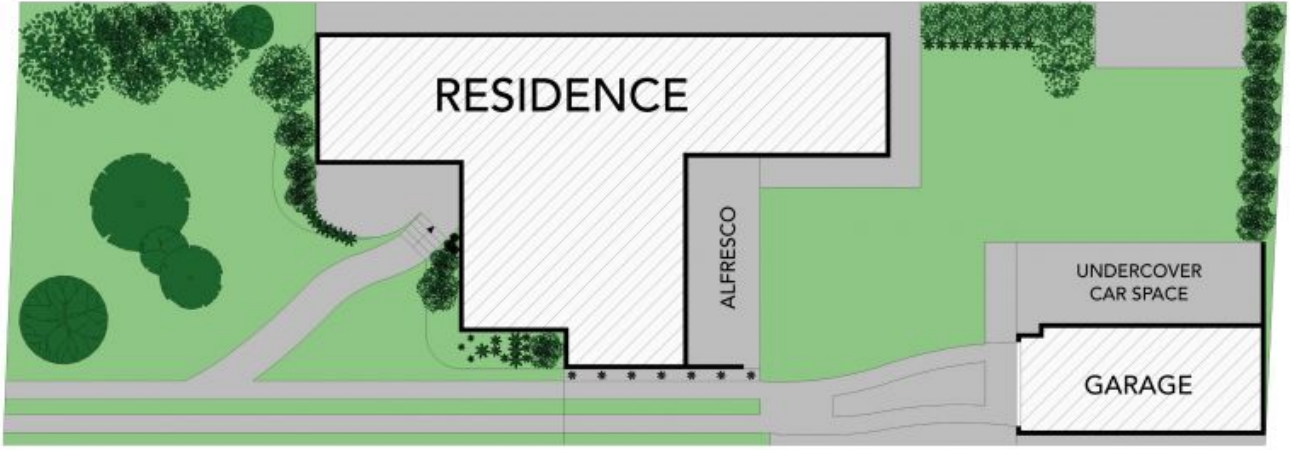 RESIDENCE
ALFRESCO
UNDERCOVER
CAR SPACE
GARAGE